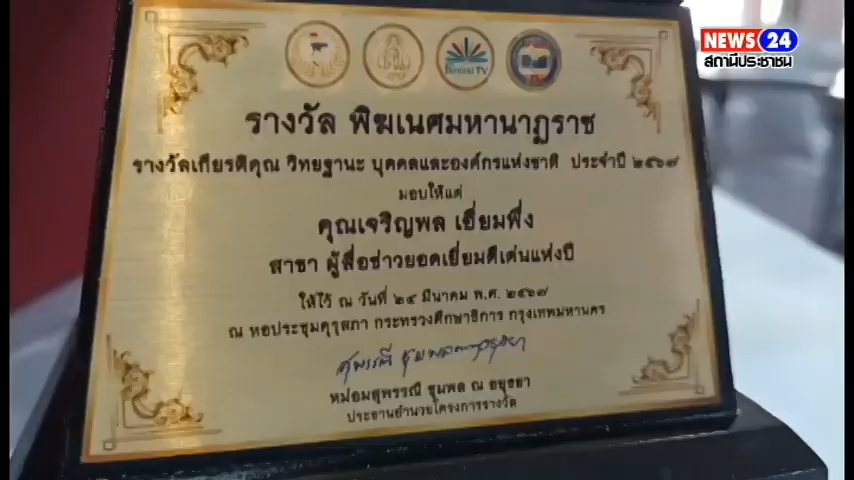 NEWS 24
สถานีประชาชน
รางวัล พิฆเนศมหานาฏราช
รางวัลเกียรติคุณ วิทยฐานะ บุคคลและองค์กรแห่งชาติ ประจำปี ๒๕๖๗
มอบให้แด่
คุณเจริญพล เอี่ยมพึ่ง
สาขา ผู้สื่อข่าวยอดเยี่ยมดีเด่นแห่งปี
ให้ไว้ ณ วันที่ ๒๔ มีนาคม พ.ศ. ๒๕๖๗
ณ หอประชุมคุรุสภา กระทรวงศึกษาธิการ กรุงเทพมหานคร
หม่อมสุพรรณี ชุมพล ณ อยุธยา
ประธานอำนวยโครงการรางวัล